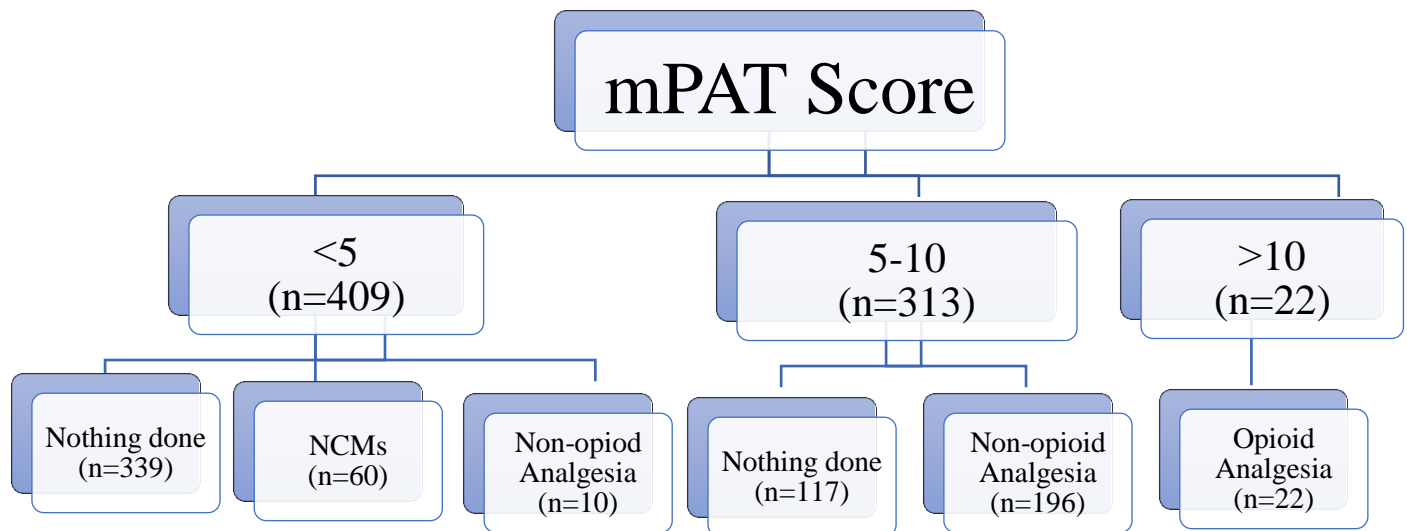 mPAT Score
<5
(n=409)
5-10
(n=313)
>10
(n=22)
Nothing done
(n=339)
NCMs
(n=60)
Non-opiod
Analgesia
(n=10)
Nothing done
(n=117)
Non-opioid
Analgesia
(n=196)
Opioid
Analgesia
(n=22)